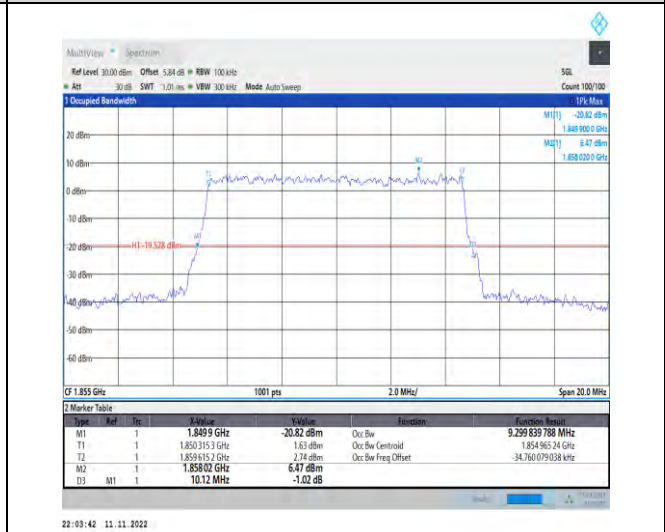 MultiView Spectrum
Ref Level 30.00 dBm Offset 5.84 dB RBW 100 kHz SGL
Att 30 dB SWT 1.01 ms VBW 300 kHz Mode Auto Sweep Count 100/100
1 Occupied Bandwidth 1Pk Max
M1[1] -20.82 dBm
1.849 900 0 GHz
M2[1] 6.47 dBm
1.858 020 0 GHz
20 dBm
10 dBm
0 dBm
-10 dBm
-20 dBm
H1 -19.528 dBm
-30 dBm
-40 dBm
-50 dBm
-60 dBm
T1
M2
T2
M1
D3
CF 1.855 GHz 1001 pts 2.0 MHz/ Span 20.0 MHz
2 Marker Table
Type Ref Trc X-Value Y-Value Function Function Result
M1 1 1.8499 GHz -20.82 dBm Occ Bw 9.299 839 788 MHz
T1 1 1.850 315 3 GHz 1.63 dBm Occ Bw Centroid 1.854 965 24 GHz
T2 1 1.859 615 2 GHz 2.74 dBm Occ Bw Freq Offset -34.760 079 038 kHz
M2 1 1.85802 GHz 6.47 dBm
D3 M1 1 10.12 MHz -1.02 dB
22:03:42 11.11.2022